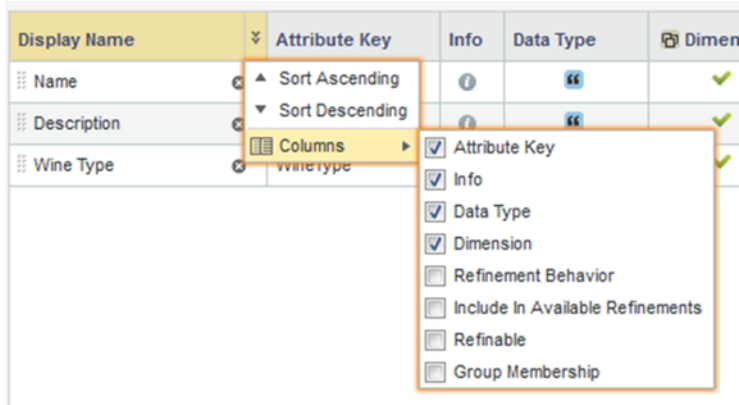 Display Name Attribute Key Info Data Type Dimen
Name
Sort Ascending
Description
Sort Descending
Columns
Wine Type WineType
Attribute Key
Info
Data Type
Dimension
Refinement Behavior
Include In Available Refinements
Refinable
Group Membership